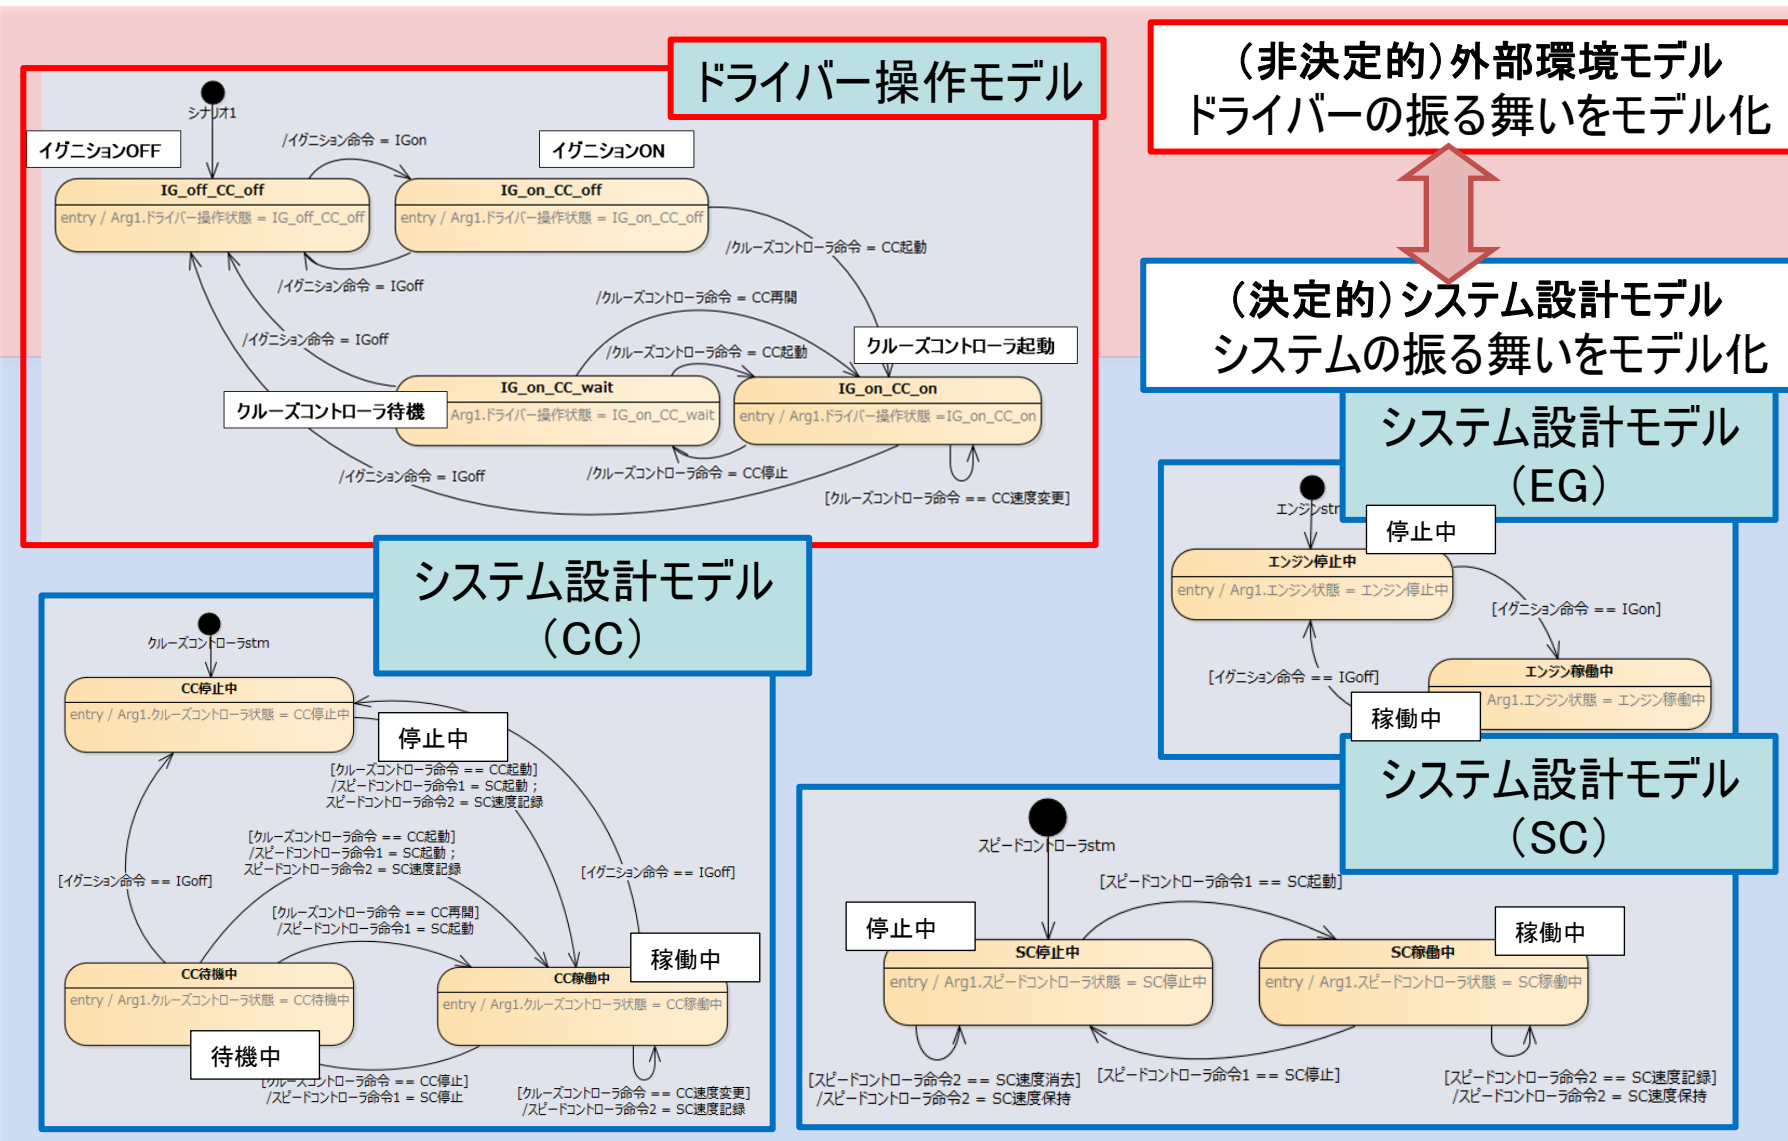 ドライバー操作モデル
(非決定的)外部環境モデル
ドライバーの振る舞いをモデル化
シナリオ1
イグニションOFF
/イグニション命令 = IGon
イグニションON
IG_off_CC_off
entry / Arg1.ドライバー操作状態 = IG_off_CC_off
IG_on_CC_off
entry / Arg1.ドライバー操作状態 = IG_on_CC_off
/クルーズコントローラ命令 = CC起動
/イグニション命令 = IGoff
/クルーズコントローラ命令 = CC再開
/イグニション命令 = IGoff
/クルーズコントローラ命令 = CC起動
クルーズコントローラ起動
IG_on_CC_wait
Arg1.ドライバー操作状態 = IG_on_CC_wait
クルーズコントローラ待機
IG_on_CC_on
entry / Arg1.ドライバー操作状態 =IG_on_CC_on
/イグニション命令 = IGoff
/クルーズコントローラ命令 = CC停止
[クルーズコントローラ命令 == CC速度変更]
(決定的)システム設計モデル
システムの振る舞いをモデル化
システム設計モデル
(EG)
エンジンstm
停止中
エンジン停止中
entry / Arg1.エンジン状態 = エンジン停止中
[イグニション命令 == IGon]
[イグニション命令 == IGoff]
エンジン稼働中
Arg1.エンジン状態 = エンジン稼働中
稼働中
システム設計モデル
(CC)
クルーズコントローラstm
CC停止中
entry / Arg1.クルーズコントローラ状態 = CC停止中
停止中
[クルーズコントローラ命令 == CC起動]
/スピードコントローラ命令1 = SC起動 ;
スピードコントローラ命令2 = SC速度記録
[クルーズコントローラ命令 == CC起動]
/スピードコントローラ命令1 = SC起動 ;
スピードコントローラ命令2 = SC速度記録
[イグニション命令 == IGoff]
[イグニション命令 == IGoff]
[クルーズコントローラ命令 == CC再開]
/スピードコントローラ命令1 = SC起動
稼働中
CC待機中
entry / Arg1.クルーズコントローラ状態 = CC待機中
CC稼働中
entry / Arg1.クルーズコントローラ状態 = CC稼働中
待機中
[クルーズコントローラ命令 == CC停止]
/スピードコントローラ命令1 = SC停止
[クルーズコントローラ命令 == CC速度変更]
/スピードコントローラ命令2 = SC速度記録
システム設計モデル
(SC)
スピードコントローラstm
[スピードコントローラ命令1 == SC起動]
停止中
稼働中
SC停止中
entry / Arg1.スピードコントローラ状態 = SC停止中
SC稼働中
entry / Arg1.スピードコントローラ状態 = SC稼働中
[スピードコントローラ命令2 == SC速度消去]
/スピードコントローラ命令2 = SC速度保持
[スピードコントローラ命令1 == SC停止]
[スピードコントローラ命令2 == SC速度記録]
/スピードコントローラ命令2 = SC速度保持